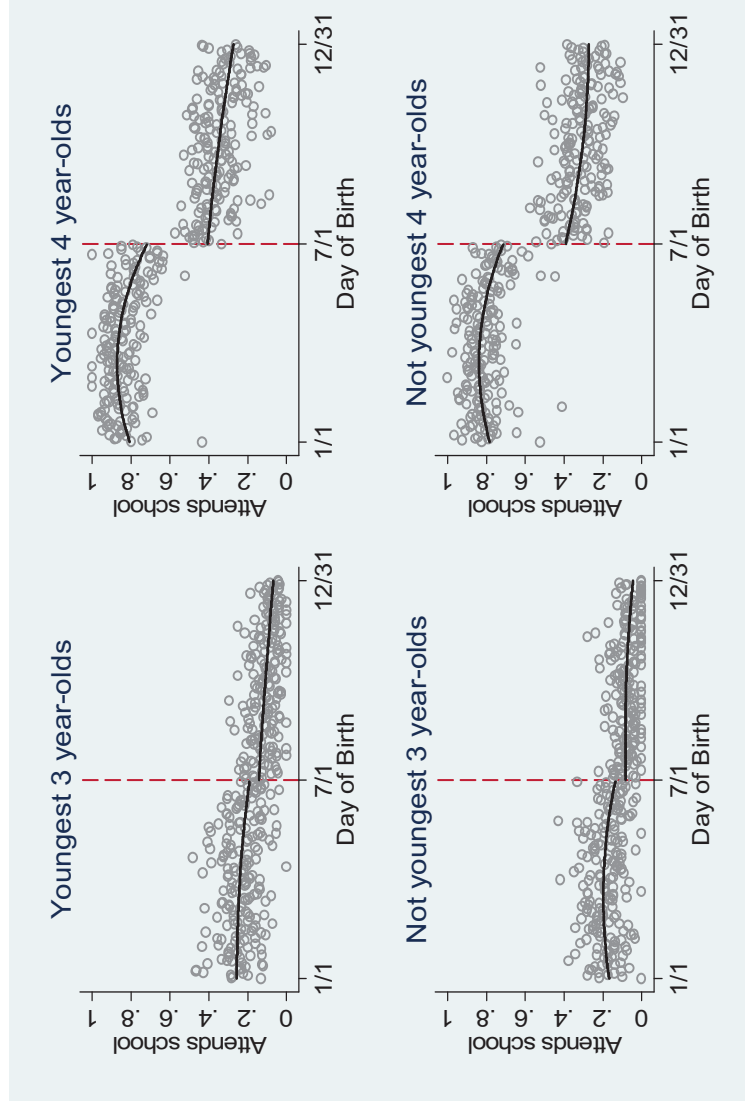 Youngest 3 year-olds
Attends school
1
.8
.6
.4
.2
0
1/1 7/1 12/31
Day of Birth
Youngest 4 year-olds
Attends school
1
.8
.6
.4
.2
0
1/1 7/1 12/31
Day of Birth
Not youngest 3 year-olds
Attends school
1
.8
.6
.4
.2
0
1/1 7/1 12/31
Day of Birth
Not youngest 4 year-olds
Attends school
1
.8
.6
.4
.2
0
1/1 7/1 12/31
Day of Birth